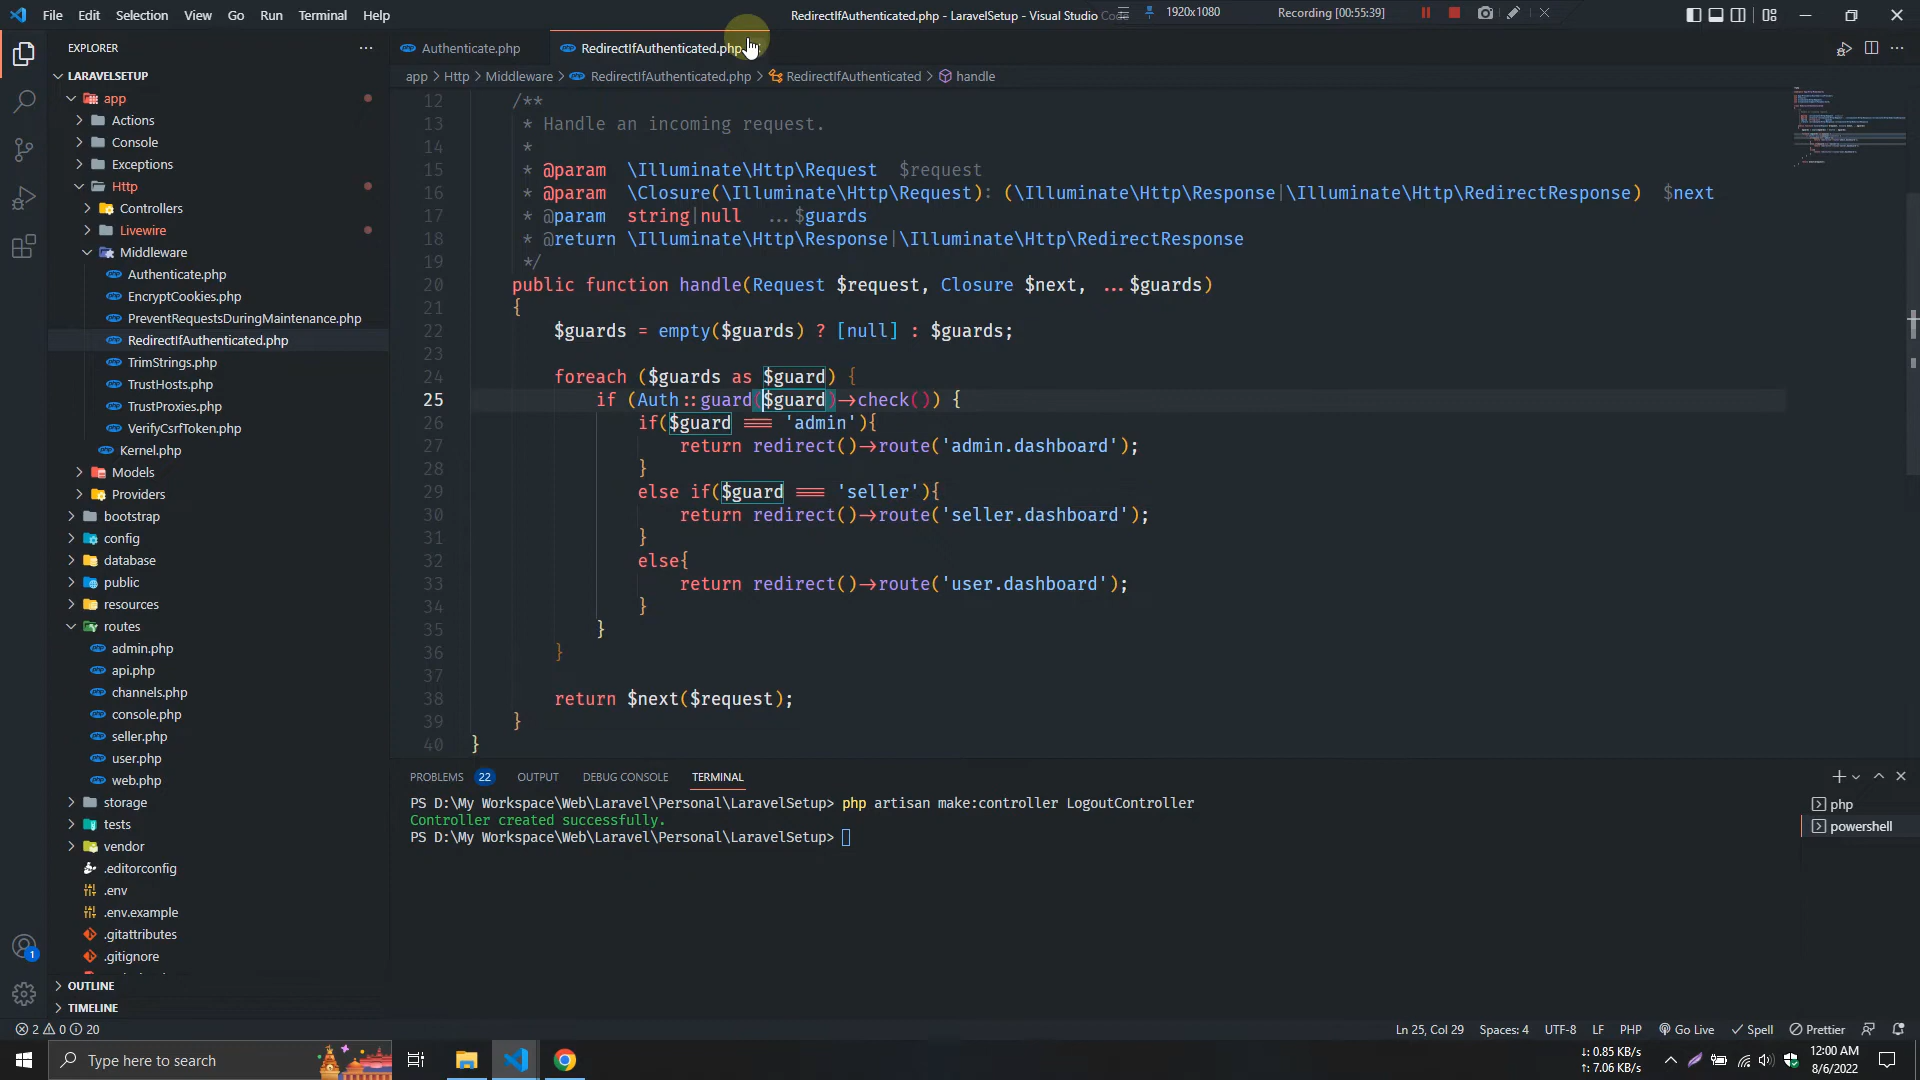 File Edit Selection View Go Run Terminal Help
RedirectIfAuthenticated.php - LaravelSetup - Visual Studio Code
1920x1080
Recording [00:55:39]
EXPLORER
Authenticate.php
RedirectIfAuthenticated.php
LARAVELSETUP
app > Http > Middleware > RedirectIfAuthenticated.php > RedirectIfAuthenticated > handle
app
Actions
Console
Exceptions
Http
Controllers
Livewire
Middleware
Authenticate.php
EncryptCookies.php
PreventRequestsDuringMaintenance.php
RedirectIfAuthenticated.php
TrimStrings.php
TrustHosts.php
TrustProxies.php
VerifyCsrfToken.php
Kernel.php
Models
Providers
bootstrap
config
database
public
resources
routes
admin.php
api.php
channels.php
console.php
seller.php
user.php
web.php
storage
tests
vendor
.editorconfig
.env
.env.example
.gitattributes
.gitignore
OUTLINE
TIMELINE
12 /**
13 * Handle an incoming request.
14 *
15 * @param \Illuminate\Http\Request $request
16 * @param \Closure(\Illuminate\Http\Request): (\Illuminate\Http\Response|\Illuminate\Http\RedirectResponse) $next
17 * @param string|null ...$guards
18 * @return \Illuminate\Http\Response|\Illuminate\Http\RedirectResponse
19 */
20 public function handle(Request $request, Closure $next, ...$guards)
21 {
22 $guards = empty($guards) ? [null] : $guards;
23
24 foreach ($guards as $guard) {
25 if (Auth::guard($guard)->check()) {
26 if($guard === 'admin'){
27 return redirect()->route('admin.dashboard');
28 }
29 else if($guard === 'seller'){
30 return redirect()->route('seller.dashboard');
31 }
32 else{
33 return redirect()->route('user.dashboard');
34 }
35 }
36 }
37
38 return $next($request);
39 }
40 }
PROBLEMS 22 OUTPUT DEBUG CONSOLE TERMINAL
PS D:\My Workspace\Web\Laravel\Personal\LaravelSetup> php artisan make:controller LogoutController
Controller created successfully.
PS D:\My Workspace\Web\Laravel\Personal\LaravelSetup>
php
powershell
1
2 0 20
Ln 25, Col 29 Spaces: 4 UTF-8 LF PHP Go Live Spell Prettier
Type here to search
↓: 0.85 KB/s
↑: 7.06 KB/s
12:00 AM
8/6/2022